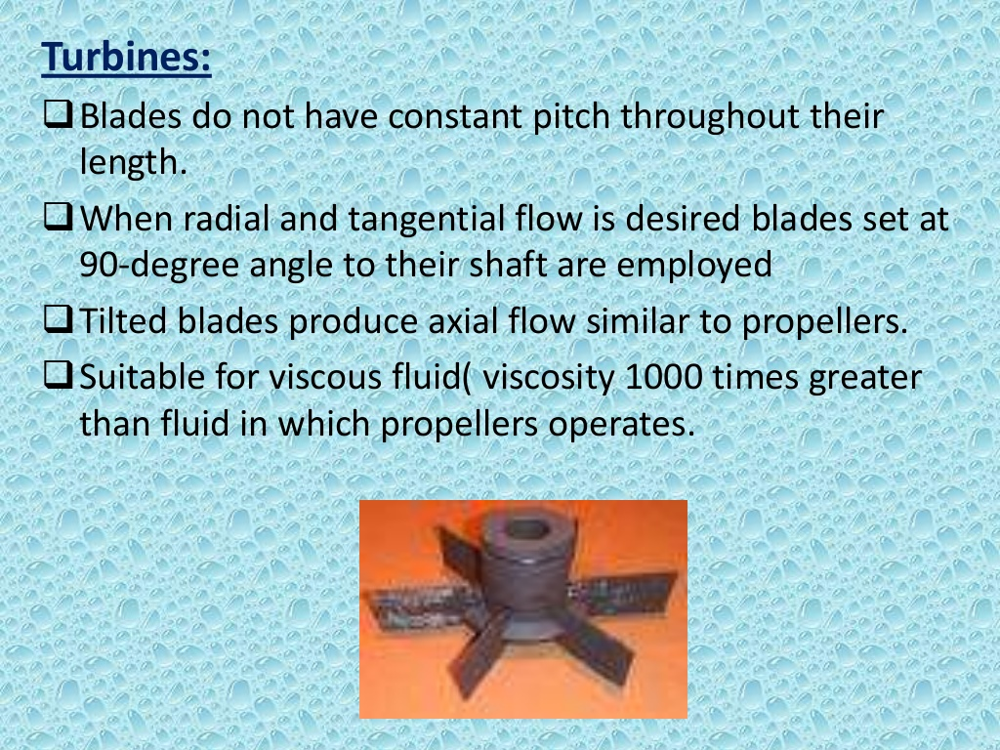 Turbines:
Blades do not have constant pitch throughout their
length.
When radial and tangential flow is desired blades set at
90-degree angle to their shaft are employed
Tilted blades produce axial flow similar to propellers.
Suitable for viscous fluid( viscosity 1000 times greater
than fluid in which propellers operates.